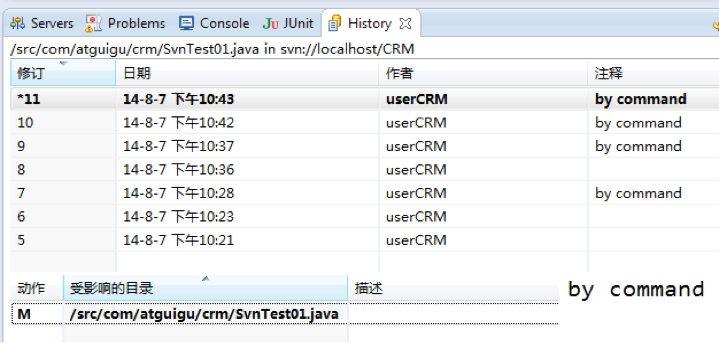 Servers Problems Console JUnit History
/src/com/atguigu/crm/SvnTest01.java in svn://localhost/CRM
修订 日期 作者 注释
*11 14-8-7 下午10:43 userCRM by command
10 14-8-7 下午10:42 userCRM by command
9 14-8-7 下午10:37 userCRM by command
8 14-8-7 下午10:36 userCRM
7 14-8-7 下午10:28 userCRM by command
6 14-8-7 下午10:23 userCRM
5 14-8-7 下午10:21 userCRM
动作 受影响的目录 描述 by command
M /src/com/atguigu/crm/SvnTest01.java